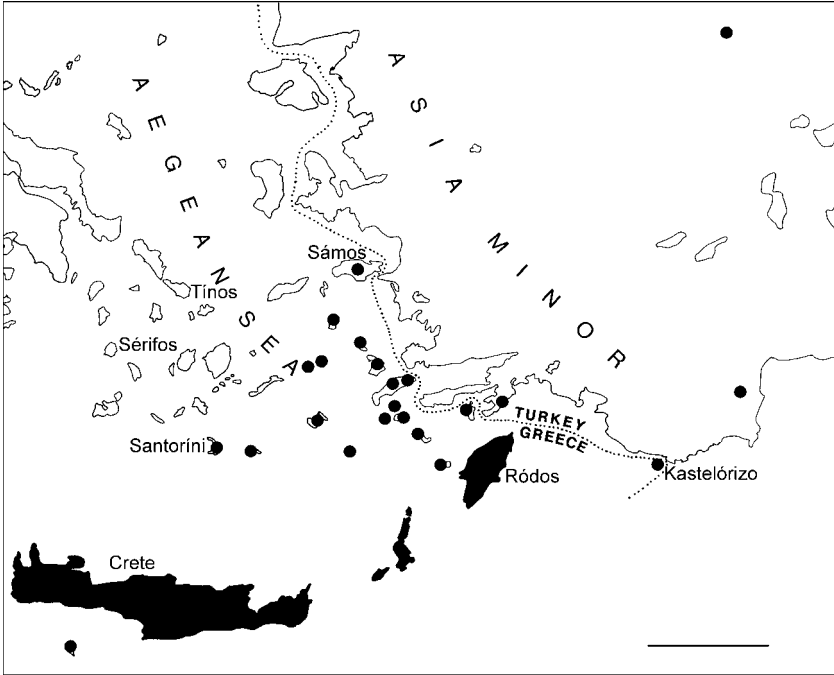 AEGEAN SEA
ASIA MINOR
Sámos
Tínos
Sérifos
TURKEY
GREECE
Santoríni
Ródos
Kastelórizo
Crete